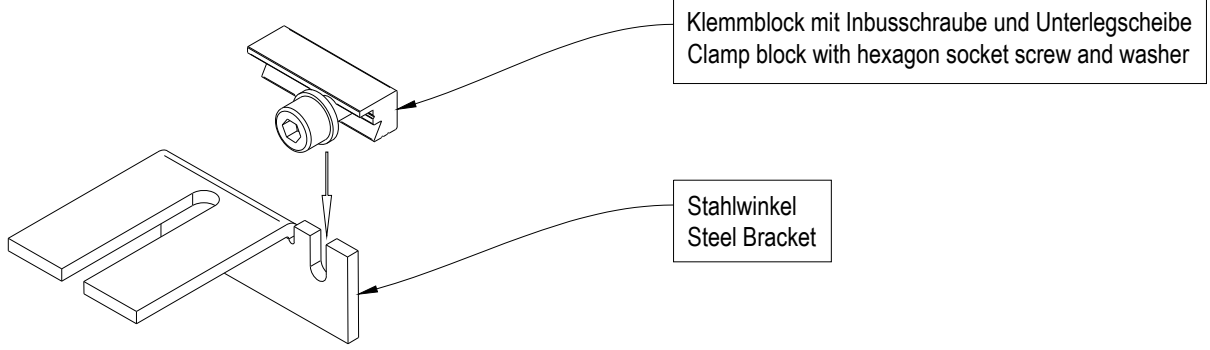 Klemmblock mit Inbusschraube und Unterlegscheibe
Clamp block with hexagon socket screw and washer
Stahlwinkel
Steel Bracket